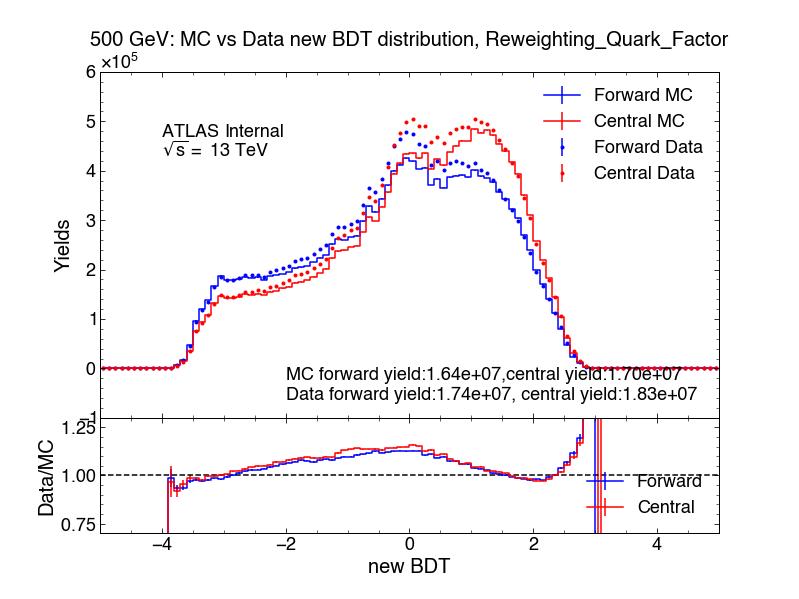 500 GeV: MC vs Data new BDT distribution, Reweighting_Quark_Factor
×10⁵
6
5
4
3
2
1
0
−1
Yields
ATLAS Internal
√s = 13 TeV
Forward MC
Central MC
Forward Data
Central Data
MC forward yield:1.64e+07,central yield:1.70e+07
Data forward yield:1.74e+07, central yield:1.83e+07
1.25
1.00
0.75
Data/MC
Forward
Central
−4
−2
0
2
4
new BDT